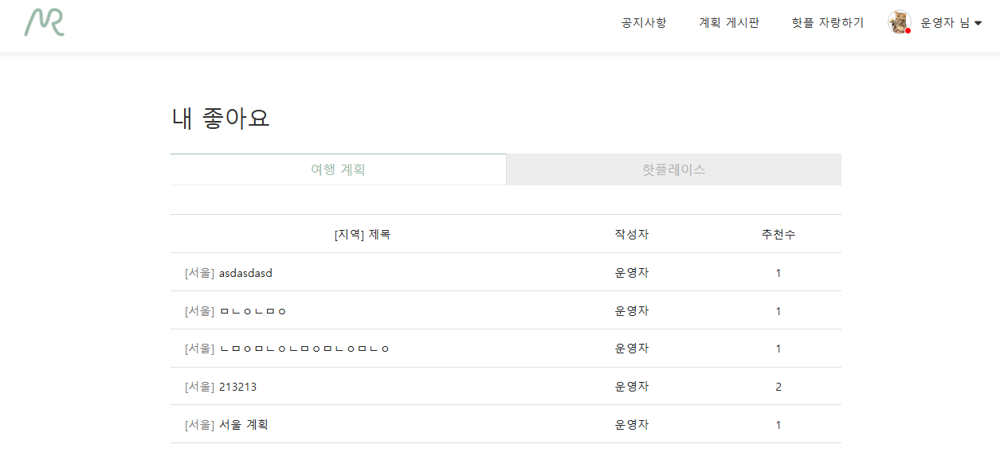 NR
공지사항 계획 게시판 핫플 자랑하기 운영자 님
내 좋아요
여행 계획 핫플레이스
[지역] 제목 작성자 추천수
[서울] asdasdasd 운영자 1
[서울] ㅁㄴㅇㄴㅁㅇ 운영자 1
[서울] ㄴㅁㅇㅁㄴㅇㄴㅁㅇㅁㄴㅇㅁㄴㅇ 운영자 1
[서울] 213213 운영자 2
[서울] 서울 계획 운영자 1